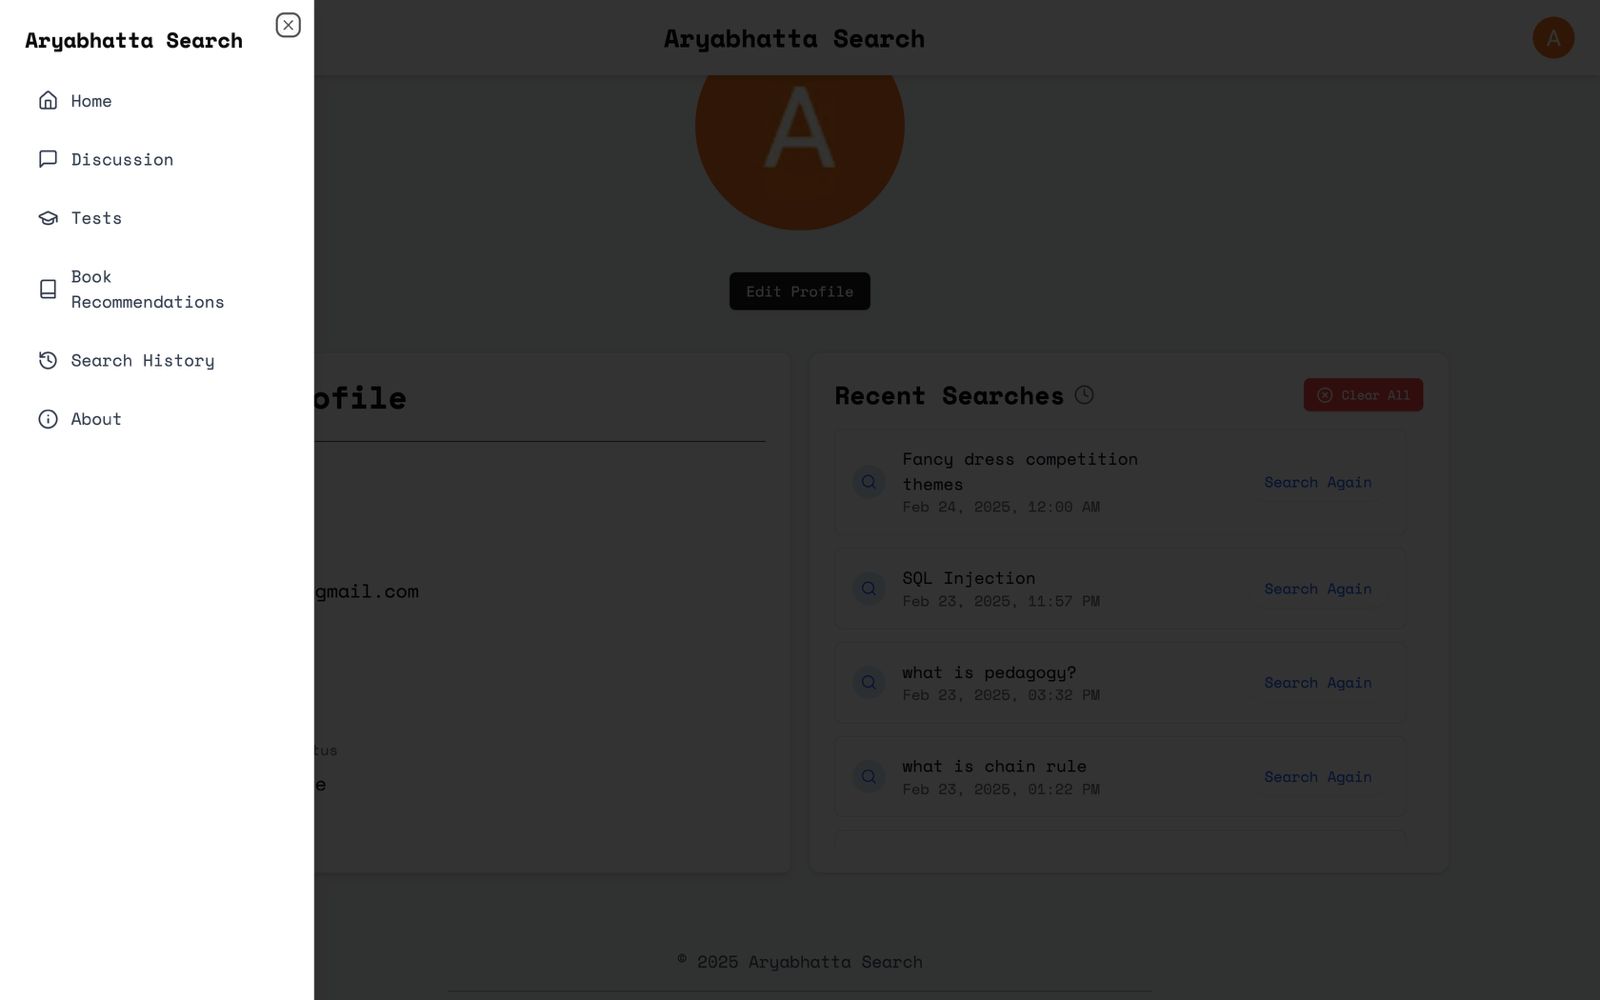 Aryabhatta Search
Home
Discussion
Tests
Book
Recommendations
Search History
About
Aryabhatta Search
A
A
Edit Profile
gmail.com
Recent Searches
Clear All
Fancy dress competition
themes
Feb 24, 2025, 12:00 AM
Search Again
SQL Injection
Feb 23, 2025, 11:57 PM
Search Again
what is pedagogy?
Feb 23, 2025, 03:32 PM
Search Again
what is chain rule
Feb 23, 2025, 01:22 PM
Search Again
© 2025 Aryabhatta Search